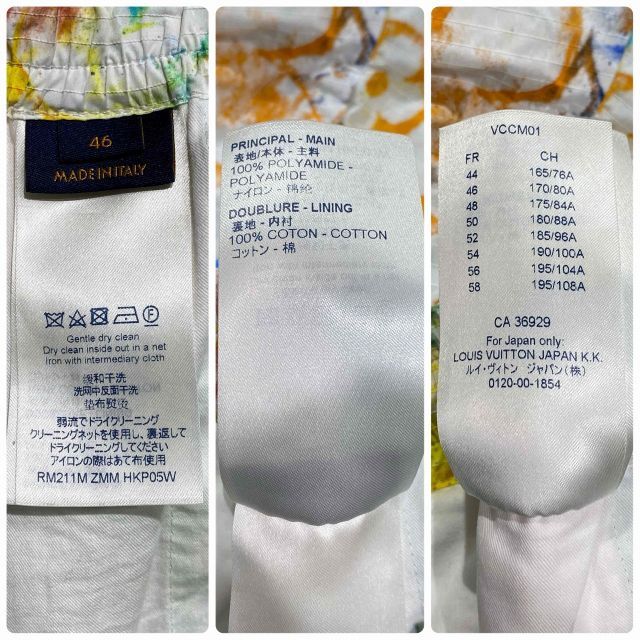 46
MADE IN ITALY
Gentle dry clean
Dry clean inside out in a net
Iron with intermediary cloth
缓和干洗
洗网中反面干洗
垫布熨烫
弱流でドライクリーニング
クリーニングネットを使用し、裏返して
ドライクリーニングしてください
アイロンの際はあて布使用
RM211M ZMM HKP05W
PRINCIPAL - MAIN
表地/本体 - 主料
100% POLYAMIDE -
POLYAMIDE
ナイロン - 锦纶
DOUBLURE - LINING
裏地 - 内衬
100% COTON - COTTON
コットン - 棉
VCCM01
FR CH
44 165/76A
46 170/80A
48 175/84A
50 180/88A
52 185/96A
54 190/100A
56 195/104A
58 195/108A
CA 36929
For Japan only:
LOUIS VUITTON JAPAN K.K.
ルイ・ヴィトン ジャパン(株)
0120-00-1854